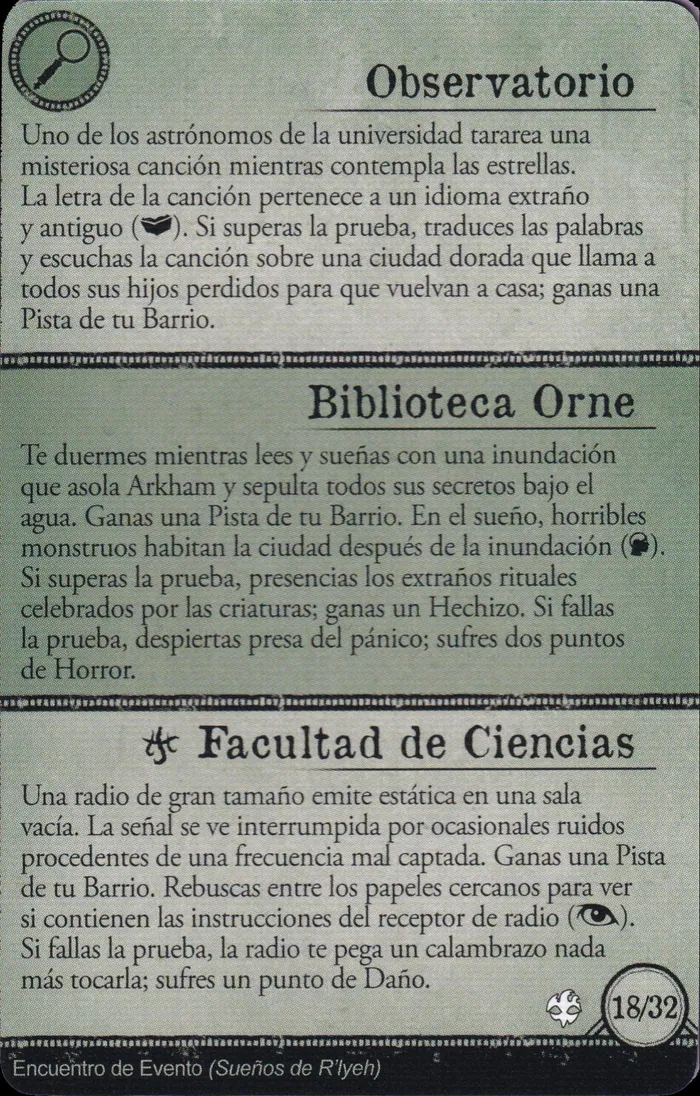 Observatorio
Uno de los astrónomos de la universidad tararea una
misteriosa canción mientras contempla las estrellas.
La letra de la canción pertenece a un idioma extraño
y antiguo (). Si superas la prueba, traduces las palabras
y escuchas la canción sobre una ciudad dorada que llama a
todos sus hijos perdidos para que vuelvan a casa; ganas una
Pista de tu Barrio.
Biblioteca Orne
Te duermes mientras lees y sueñas con una inundación
que asola Arkham y sepulta todos sus secretos bajo el
agua. Ganas una Pista de tu Barrio. En el sueño, horribles
monstruos habitan la ciudad después de la inundación ().
Si superas la prueba, presencias los extraños rituales
celebrados por las criaturas; ganas un Hechizo. Si fallas
la prueba, despiertas presa del pánico; sufres dos puntos
de Horror.
Facultad de Ciencias
Una radio de gran tamaño emite estática en una sala
vacía. La señal se ve interrumpida por ocasionales ruidos
procedentes de una frecuencia mal captada. Ganas una Pista
de tu Barrio. Rebuscas entre los papeles cercanos para ver
si contienen las instrucciones del receptor de radio ().
Si fallas la prueba, la radio te pega un calambrazo nada
más tocarla; sufres un punto de Daño.
18/32
Encuentro de Evento (Sueños de R'lyeh)